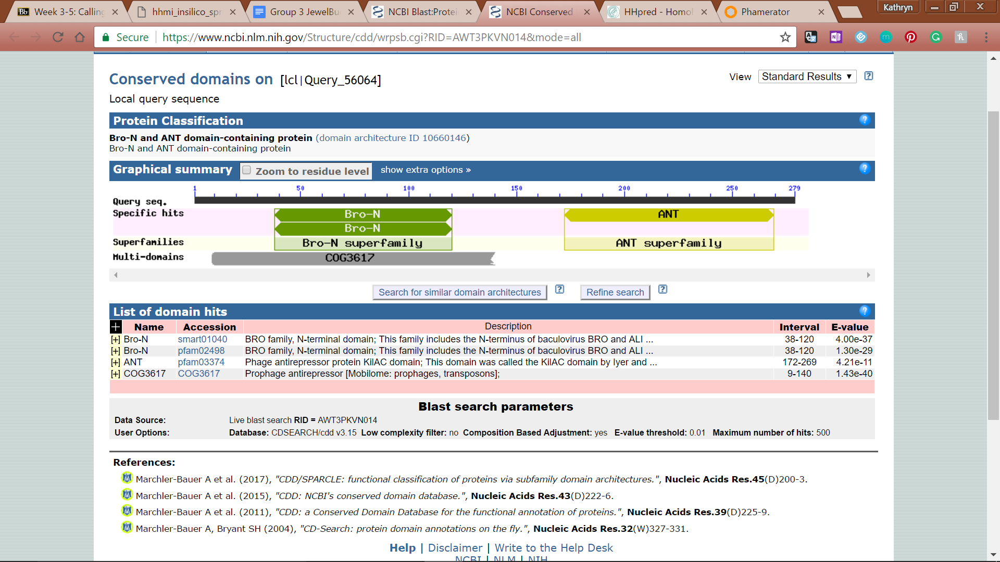 Week 3-5: Calling
hhmi_insilico_spr
Group 3 JewelBu
NCBI Blast:Protei
NCBI Conserved
HHpred - Homol
Phamerator
Kathryn
Secure
https://www.ncbi.nlm.nih.gov/Structure/cdd/wrpsb.cgi?RID=AWT3PKVN014&mode=all
Conserved domains on [lcl|Query_56064]
View Standard Results ▼
Local query sequence
Protein Classification
Bro-N and ANT domain-containing protein (domain architecture ID 10660146)
Bro-N and ANT domain-containing protein
Graphical summary Zoom to residue level show extra options »
1 50 100 150 200 250 279
Query seq.
Specific hits Bro-N ANT
Bro-N
Superfamilies Bro-N superfamily ANT superfamily
Multi-domains COG3617
Search for similar domain architectures Refine search
List of domain hits
Name Accession Description Interval E-value
[+] Bro-N smart01040 BRO family, N-terminal domain; This family includes the N-terminus of baculovirus BRO and ALI ... 38-120 4.00e-37
[+] Bro-N pfam02498 BRO family, N-terminal domain; This family includes the N-terminus of baculovirus BRO and ALI ... 38-120 1.30e-29
[+] ANT pfam03374 Phage antirepressor protein KilAC domain; This domain was called the KilAC domain by Iyer and ... 172-269 4.21e-11
[+] COG3617 COG3617 Prophage antirepressor [Mobilome: prophages, transposons]; 9-140 1.43e-40
Blast search parameters
Data Source: Live blast search RID = AWT3PKVN014
User Options: Database: CDSEARCH/cdd v3.15 Low complexity filter: no Composition Based Adjustment: yes E-value threshold: 0.01 Maximum number of hits: 500
References:
Marchler-Bauer A et al. (2017), "CDD/SPARCLE: functional classification of proteins via subfamily domain architectures.", Nucleic Acids Res.45(D)200-3.
Marchler-Bauer A et al. (2015), "CDD: NCBI's conserved domain database.", Nucleic Acids Res.43(D)222-6.
Marchler-Bauer A et al. (2011), "CDD: a Conserved Domain Database for the functional annotation of proteins.", Nucleic Acids Res.39(D)225-9.
Marchler-Bauer A, Bryant SH (2004), "CD-Search: protein domain annotations on the fly.", Nucleic Acids Res.32(W)327-331.
Help | Disclaimer | Write to the Help Desk
NCBI | NLM | NIH